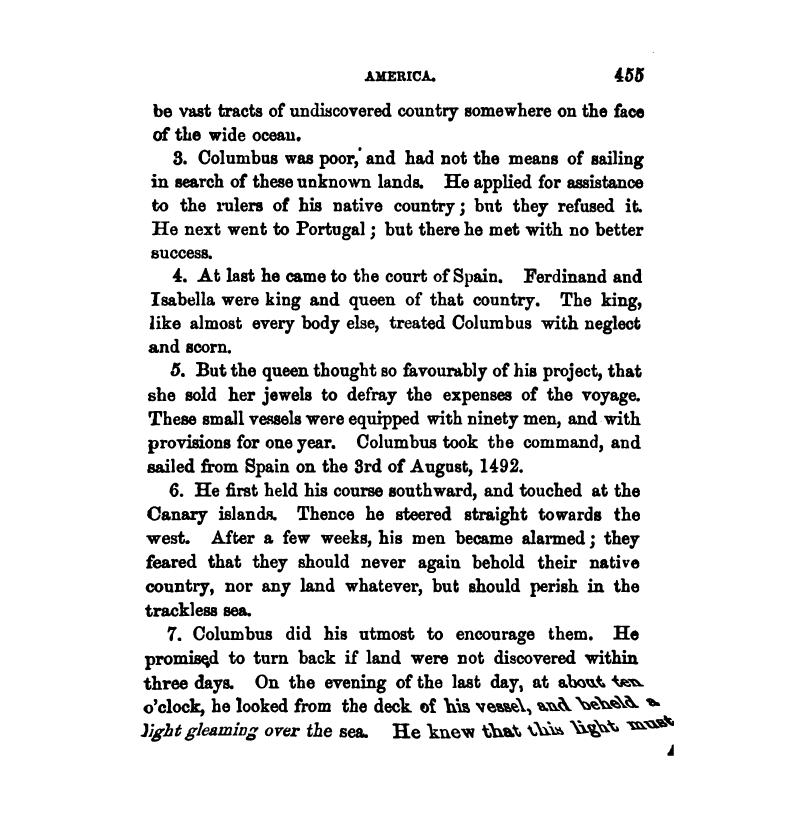 AMERICA. 455
be vast tracts of undiscovered country somewhere on the face
of the wide ocean.
3. Columbus was poor, and had not the means of sailing
in search of these unknown lands. He applied for assistance
to the rulers of his native country; but they refused it.
He next went to Portugal; but there he met with no better
success.
4. At last he came to the court of Spain. Ferdinand and
Isabella were king and queen of that country. The king,
like almost every body else, treated Columbus with neglect
and scorn.
5. But the queen thought so favourably of his project, that
she sold her jewels to defray the expenses of the voyage.
These small vessels were equipped with ninety men, and with
provisions for one year. Columbus took the command, and
sailed from Spain on the 3rd of August, 1492.
6. He first held his course southward, and touched at the
Canary islands. Thence he steered straight towards the
west. After a few weeks, his men became alarmed; they
feared that they should never again behold their native
country, nor any land whatever, but should perish in the
trackless sea.
7. Columbus did his utmost to encourage them. He
promised to turn back if land were not discovered within
three days. On the evening of the last day, at about ten
o'clock, he looked from the deck of his vessel, and beheld a
light gleaming over the sea. He knew that this light must